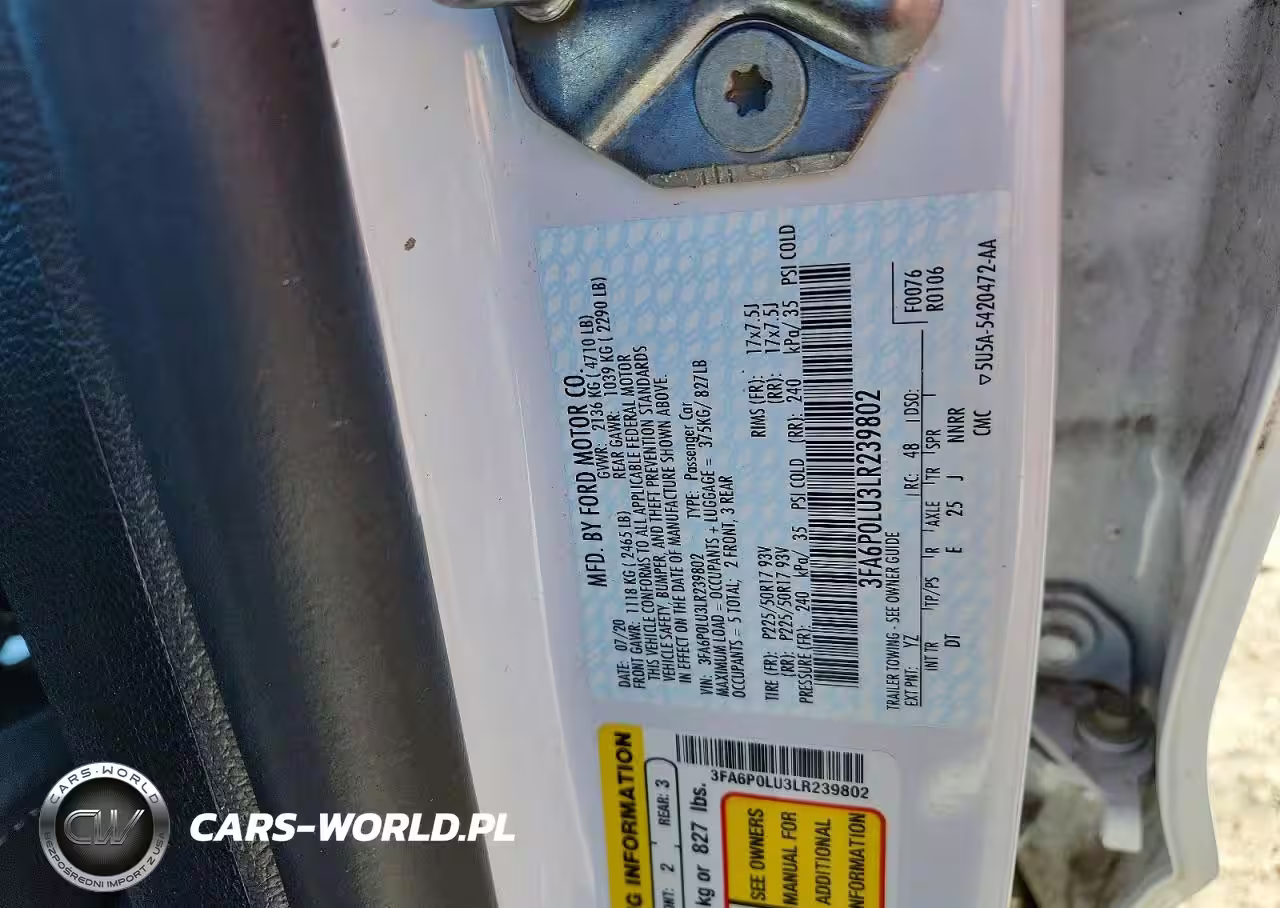 MFD. BY FORD MOTOR CO.
DATE: 07/20 GVWR: 2136 KG ( 4710 LB)
FRONT GAWR: 1118 KG ( 2465 LB) REAR GAWR: 1039 KG ( 2290 LB)
THIS VEHICLE CONFORMS TO ALL APPLICABLE FEDERAL MOTOR
VEHICLE SAFETY, BUMPER, AND THEFT PREVENTION STANDARDS
IN EFFECT ON THE DATE OF MANUFACTURE SHOWN ABOVE.
VIN: 3FA6P0LU3LR239802 TYPE: Passenger Car
MAXIMUM LOAD = OCCUPANTS + LUGGAGE = 375KG/ 827LB
OCCUPANTS = 5 TOTAL; 2 FRONT, 3 REAR
TIRE (FR): P225/50R17 93V RIMS (FR): 17x7.5J
(RR): P225/50R17 93V (RR): 17x7.5J
PRESSURE (FR): 240 kPa/ 35 PSI COLD (RR): 240 kPa/ 35 PSI COLD
3FA6P0LU3LR239802
TRAILER TOWING - SEE OWNER GUIDE
EXT PNT: YZ RC: 48 DSO: F0076
INT TR TP/PS R AXLE TR SPR R0106
DT E 25 J NNRR
CMC ▽5U5A-5420472-AA
3FA6P0LU3LR239802
G INFORMATION
2 REAR: 3
kg or 827 lbs.
SEE OWNERS
MANUAL FOR
ADDITIONAL
INFORMATION
CARS-WORLD
CW
BEZPOŚREDNI IMPORT Z USA
CARS-WORLD.PL